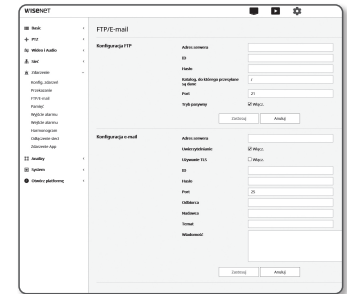 WISENET
Basic
PTZ
Wideo i Audio
Sieć
Zdarzenie
Konfig. zdarzeń
Przekazanie
FTP/E-mail
Pamięć
Wejście alarmu
Wyjście alarmu
Harmonogram
Odłączenie sieci
Zdarzenie App
Analizy
System
Otwórz platformę
FTP/E-mail
Konfiguracja FTP
Adres serwera
ID
Hasło
Katalog, do którego przesyłane są dane /
Port 21
Tryb pasywny Włącz.
Zastosuj Anuluj
Konfiguracja e-mail
Adres serwera
Uwierzytelnianie Włącz.
Używanie TLS Włącz.
ID
Hasło
Port 25
Odbiorca
Nadawca
Temat
Wiadomość
Zastosuj Anuluj